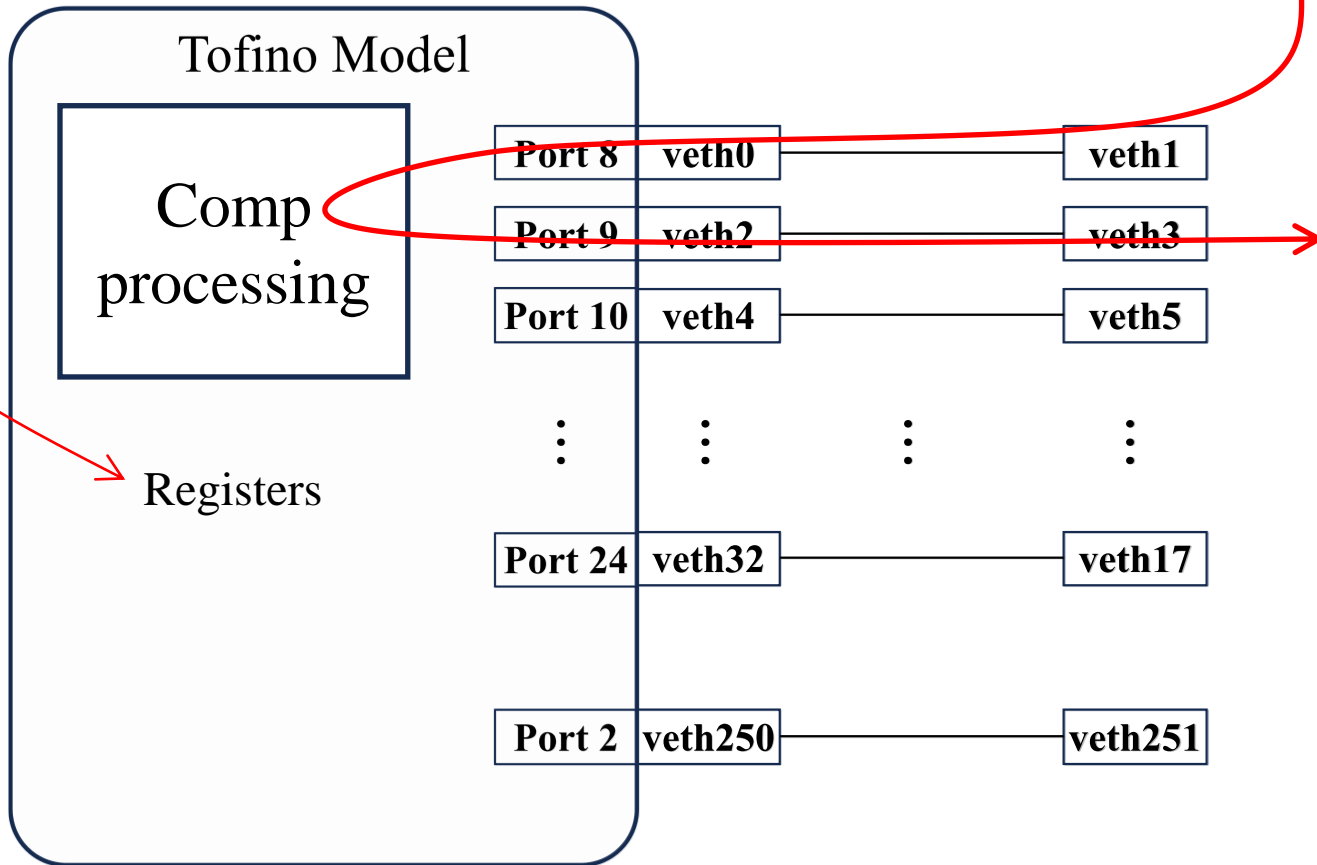 Tofino Model
Comp
processing
Port 8 veth0 veth1
Port 9 veth2 veth3
Port 10 veth4 veth5
Registers
Port 24 veth32 veth17
Port 2 veth250 veth251